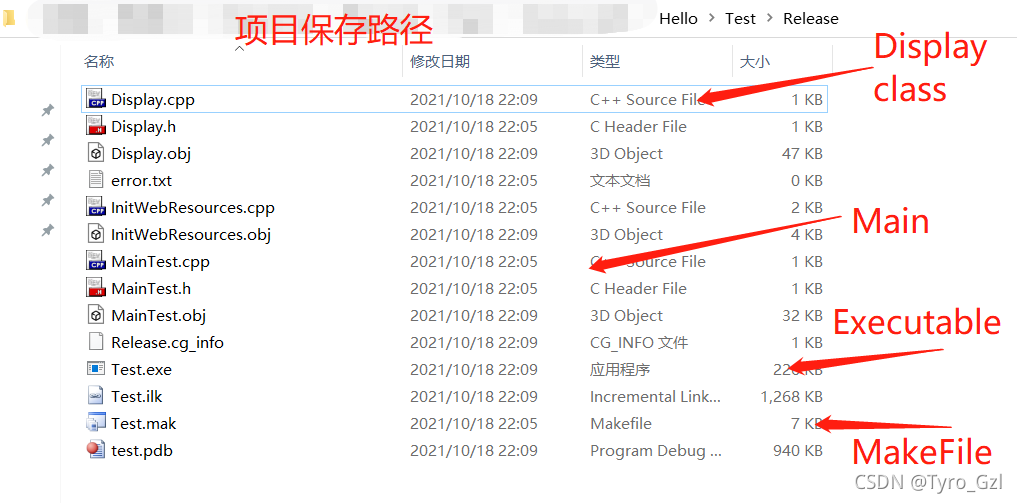 Hello > Test > Release
项目保存路径
Display
class
名称 修改日期 类型 大小
Display.cpp 2021/10/18 22:09 C++ Source File 1 KB
Display.h 2021/10/18 22:05 C Header File 1 KB
Display.obj 2021/10/18 22:09 3D Object 47 KB
error.txt 2021/10/18 22:05 文本文档 0 KB
InitWebResources.cpp 2021/10/18 22:05 C++ Source File 2 KB
InitWebResources.obj 2021/10/18 22:09 3D Object 4 KB
Main
MainTest.cpp 2021/10/18 22:05 C++ Source File 1 KB
MainTest.h 2021/10/18 22:05 C Header File 1 KB
MainTest.obj 2021/10/18 22:09 3D Object 32 KB
Executable
Release.cg_info 2021/10/18 22:09 CG_INFO 文件 1 KB
Test.exe 2021/10/18 22:09 应用程序 KB
Test.ilk 2021/10/18 22:09 Incremental Link... 1,268 KB
Test.mak 2021/10/18 22:09 Makefile 7 KB
test.pdb 2021/10/18 22:09 Program Debug ... 940 KB
MakeFile
CSDN @Tyro_Gzl